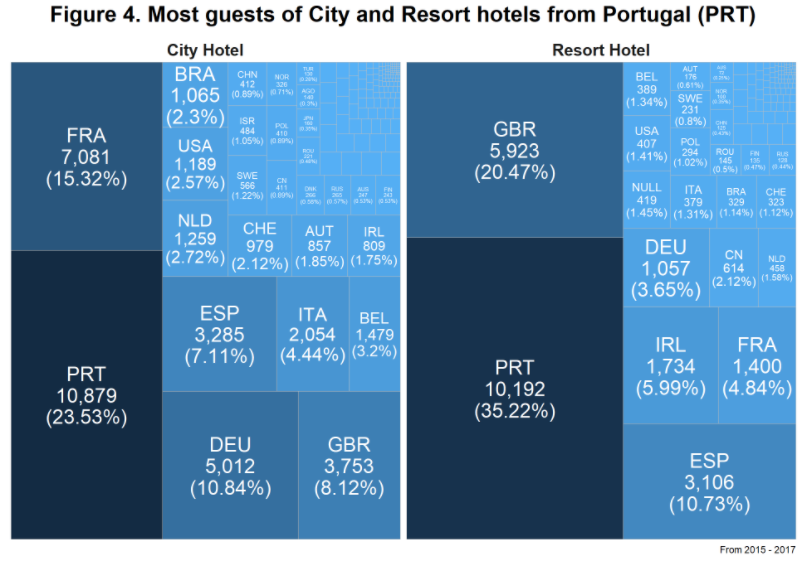 Figure 4. Most guests of City and Resort hotels from Portugal (PRT)
City Hotel
FRA
7,081
(15.32%)
PRT
10,879
(23.53%)
BRA
1,065
(2.3%)
USA
1,189
(2.57%)
NLD
1,259
(2.72%)
CHN
412
(0.89%)
ISR
484
(1.05%)
SWE
566
(1.22%)
NOR
326
(0.71%)
POL
410
(0.89%)
CN
411
(0.89%)
CHE
979
(2.12%)
AUT
857
(1.85%)
IRL
809
(1.75%)
ESP
3,285
(7.11%)
ITA
2,054
(4.44%)
BEL
1,479
(3.2%)
DEU
5,012
(10.84%)
GBR
3,753
(8.12%)
Resort Hotel
GBR
5,923
(20.47%)
PRT
10,192
(35.22%)
BEL
389
(1.34%)
USA
407
(1.41%)
NULL
419
(1.45%)
AUT
176
(0.61%)
SWE
231
(0.8%)
POL
294
(1.02%)
ROU
145
(0.5%)
ITA
379
(1.31%)
BRA
329
(1.14%)
CHE
323
(1.12%)
DEU
1,057
(3.65%)
CN
614
(2.12%)
NLD
458
(1.58%)
IRL
1,734
(5.99%)
FRA
1,400
(4.84%)
ESP
3,106
(10.73%)
From 2015 - 2017